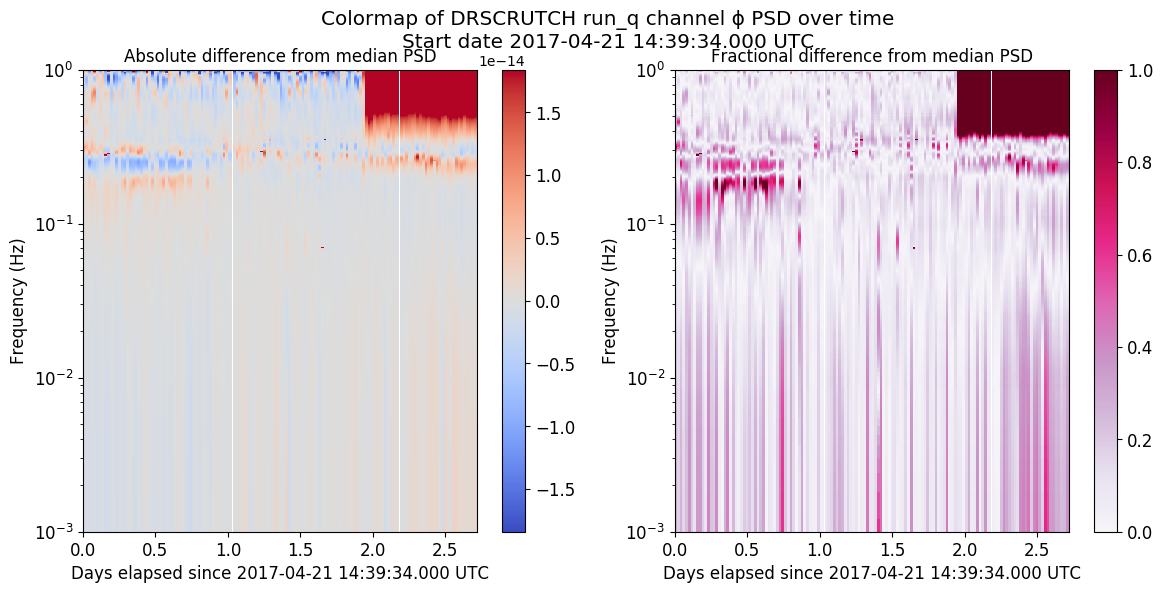 Colormap of DRSCRUTCH run_q channel ϕ PSD over time
Start date 2017-04-21 14:39:34.000 UTC
Absolute difference from median PSD
1e−14
10⁰
10⁻¹
10⁻²
10⁻³
Frequency (Hz)
0.0 0.5 1.0 1.5 2.0 2.5
Days elapsed since 2017-04-21 14:39:34.000 UTC
1.5
1.0
0.5
0.0
−0.5
−1.0
−1.5
Fractional difference from median PSD
10⁰
10⁻¹
10⁻²
10⁻³
Frequency (Hz)
0.0 0.5 1.0 1.5 2.0 2.5
Days elapsed since 2017-04-21 14:39:34.000 UTC
1.0
0.8
0.6
0.4
0.2
0.0